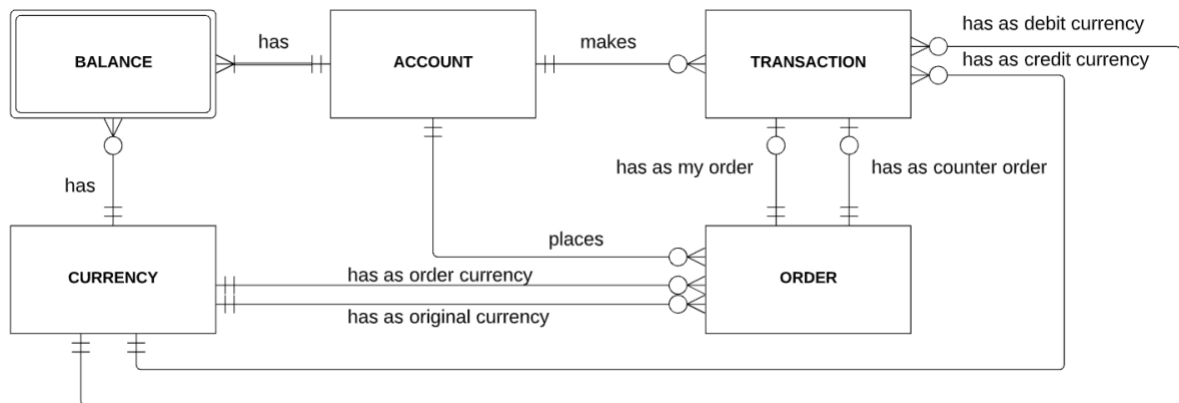 has as debit currency
has
makes
BALANCE
ACCOUNT
TRANSACTION
has as credit currency
has as my order
has as counter order
has
places
CURRENCY
has as order currency
ORDER
has as original currency